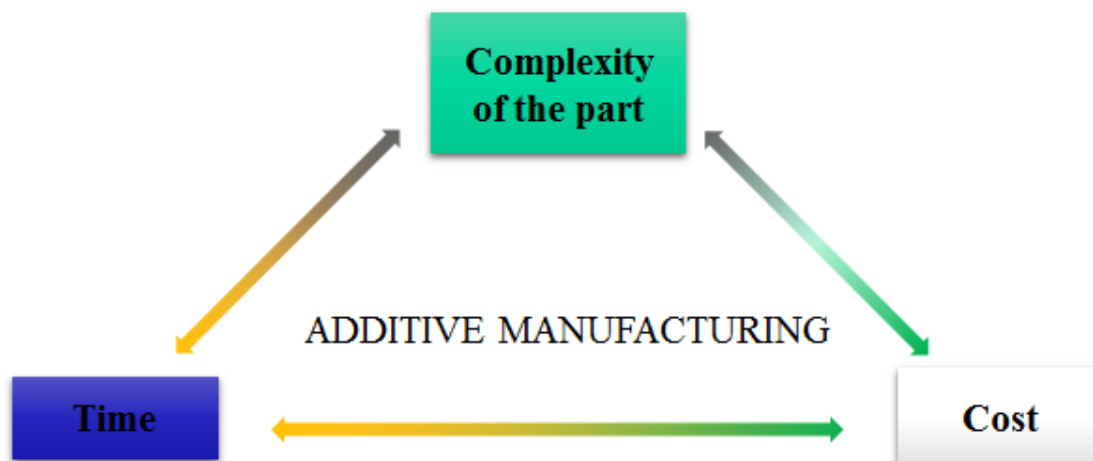 Complexity
of the part
ADDITIVE MANUFACTURING
Time
Cost